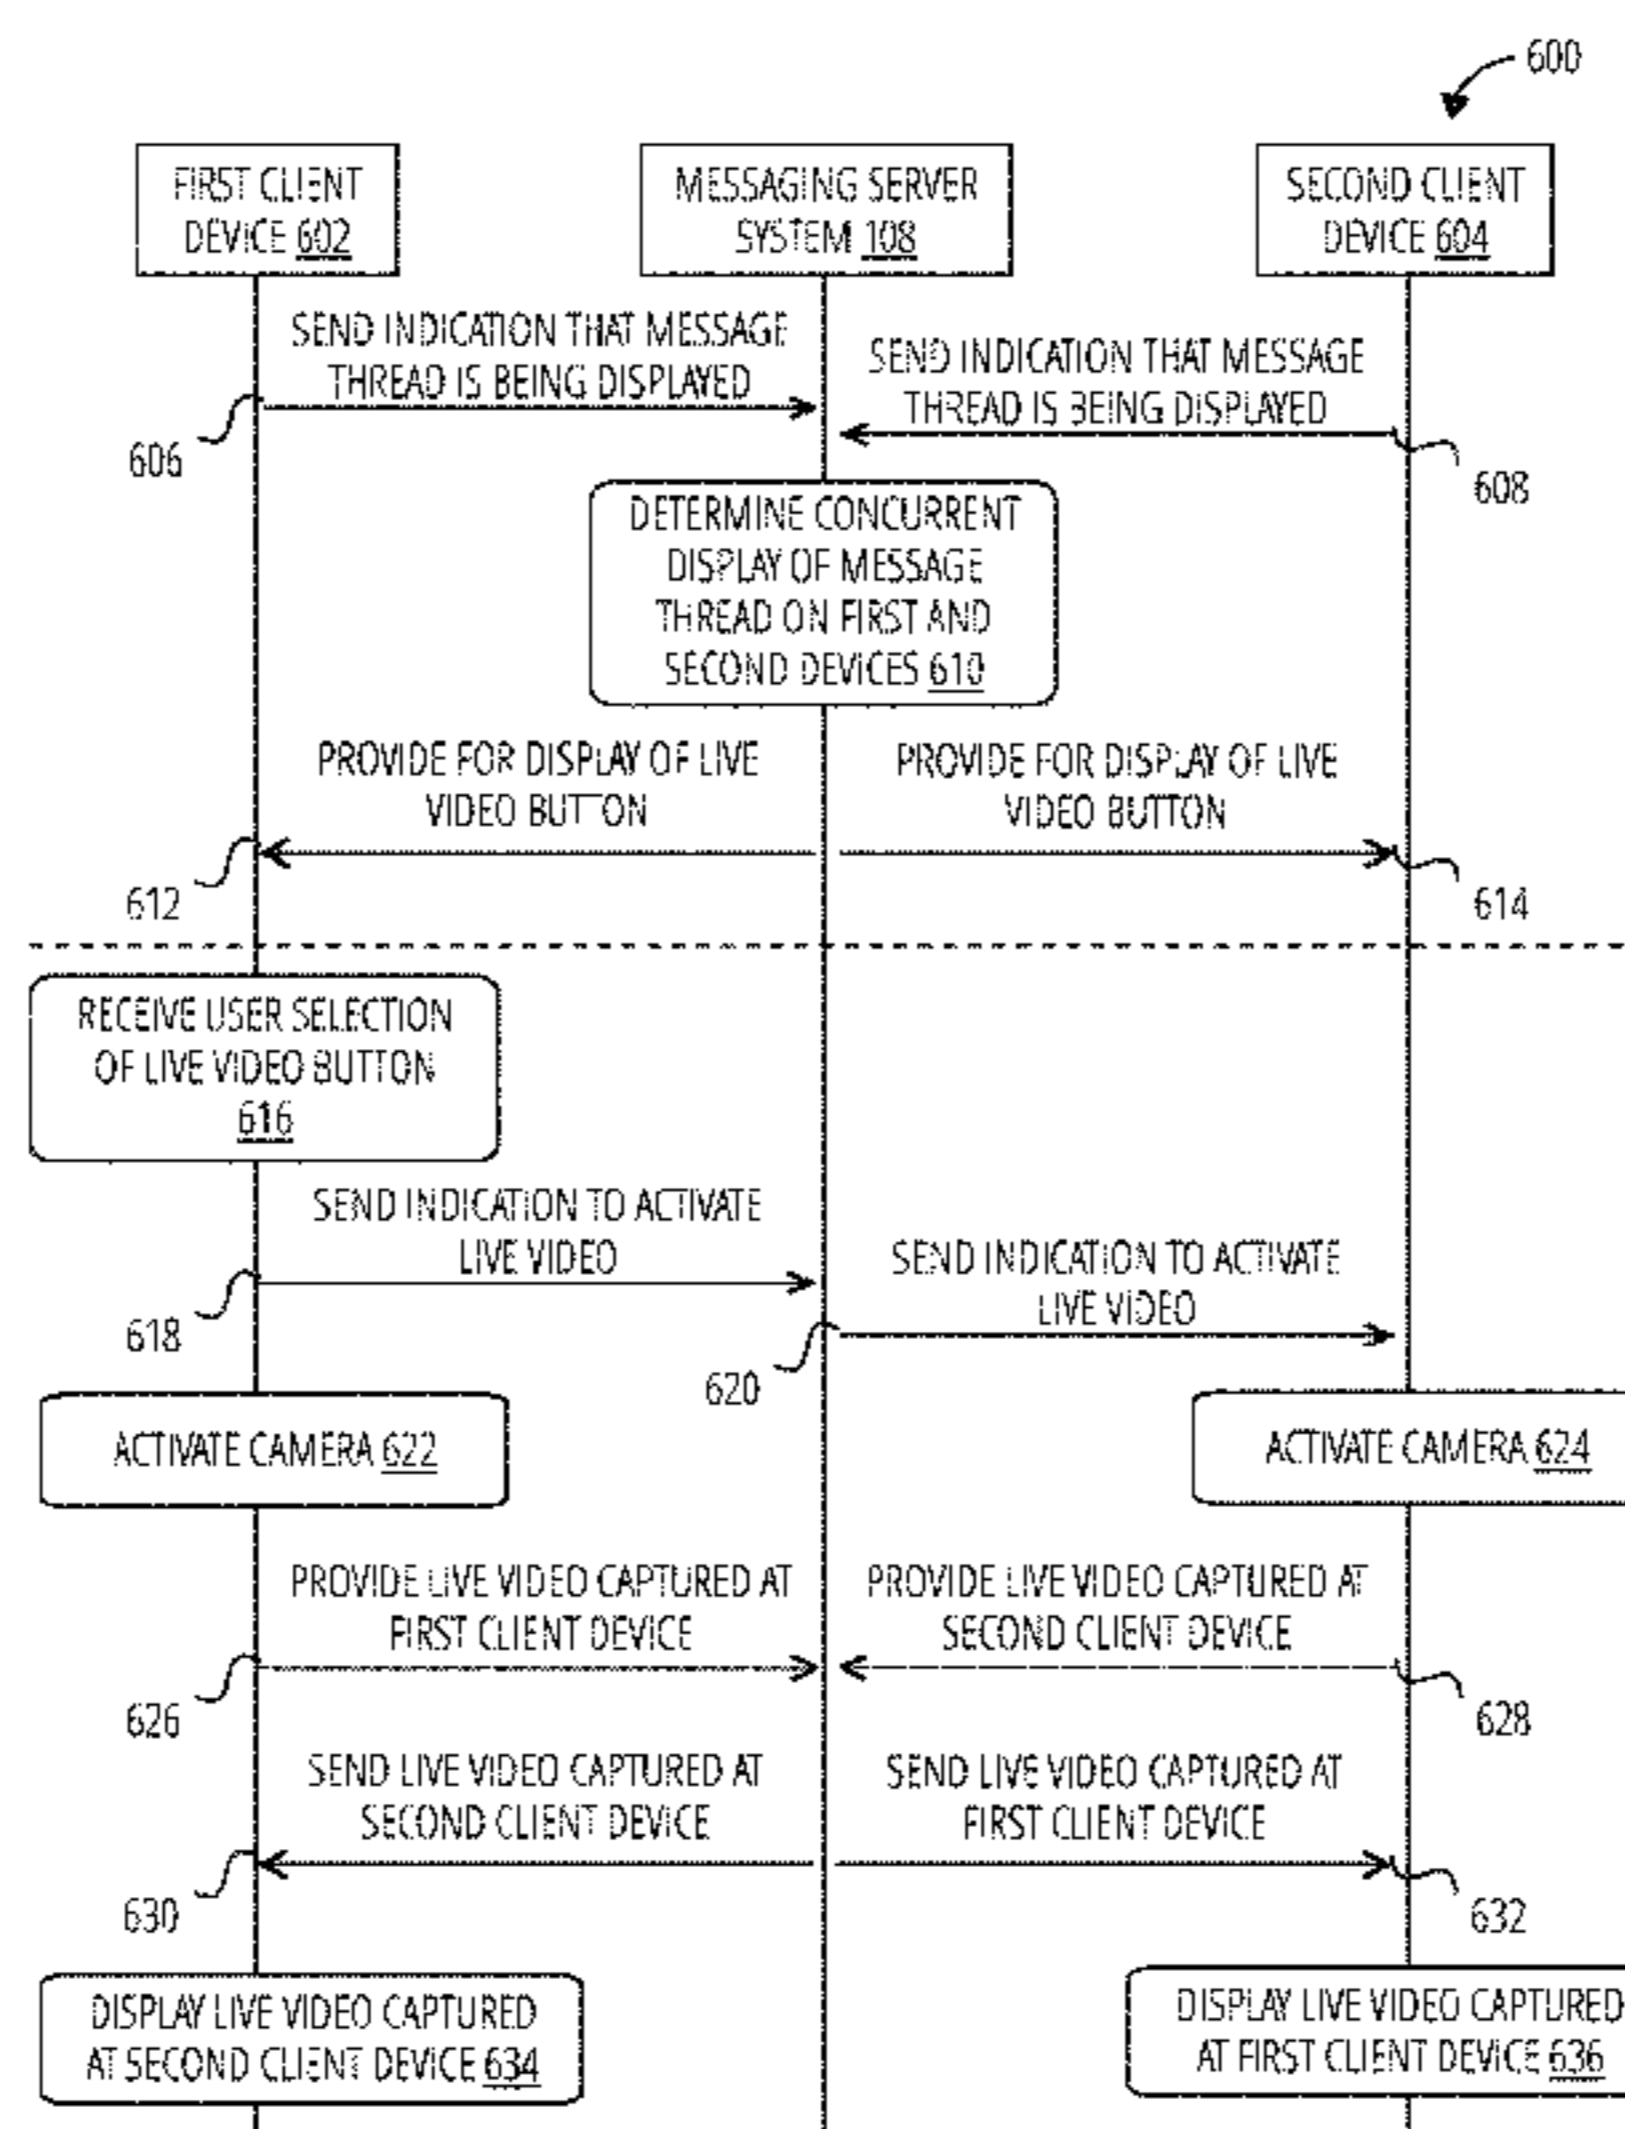 600
FIRST CLIENT
DEVICE 602
MESSAGING SERVER
SYSTEM 108
SECOND CLIENT
DEVICE 604
SEND INDICATION THAT MESSAGE
THREAD IS BEING DISPLAYED
606
SEND INDICATION THAT MESSAGE
THREAD IS BEING DISPLAYED
608
DETERMINE CONCURRENT
DISPLAY OF MESSAGE
THREAD ON FIRST AND
SECOND DEVICES 610
PROVIDE FOR DISPLAY OF LIVE
VIDEO BUTTON
612
PROVIDE FOR DISPLAY OF LIVE
VIDEO BUTTON
614
RECEIVE USER SELECTION
OF LIVE VIDEO BUTTON
616
SEND INDICATION TO ACTIVATE
LIVE VIDEO
618
SEND INDICATION TO ACTIVATE
LIVE VIDEO
620
ACTIVATE CAMERA 622
ACTIVATE CAMERA 624
PROVIDE LIVE VIDEO CAPTURED AT
FIRST CLIENT DEVICE
626
PROVIDE LIVE VIDEO CAPTURED AT
SECOND CLIENT DEVICE
628
SEND LIVE VIDEO CAPTURED AT
SECOND CLIENT DEVICE
630
SEND LIVE VIDEO CAPTURED AT
FIRST CLIENT DEVICE
632
DISPLAY LIVE VIDEO CAPTURED
AT SECOND CLIENT DEVICE 634
DISPLAY LIVE VIDEO CAPTURED
AT FIRST CLIENT DEVICE 636